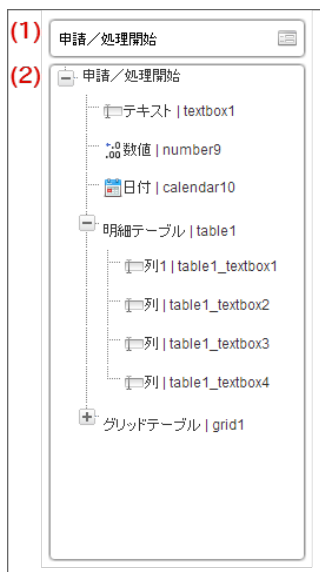 (1)
申請／処理開始
(2)
申請／処理開始
テキスト | textbox1
数値 | number9
日付 | calendar10
明細テーブル | table1
列1 | table1_textbox1
列 | table1_textbox2
列 | table1_textbox3
列 | table1_textbox4
グリッドテーブル | grid1